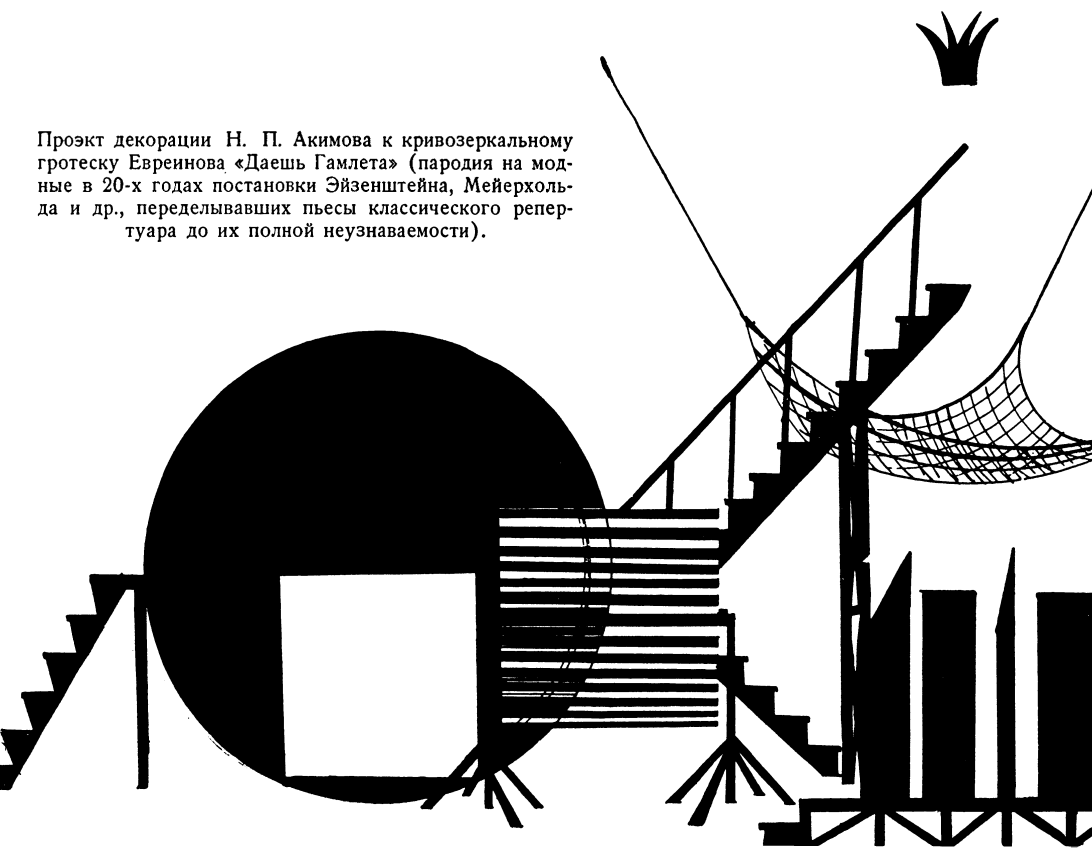 Проэкт декорации Н. П. Акимова к кривозеркальному
гротеску Евреинова «Даешь Гамлета» (пародия на мод-
ные в 20-х годах постановки Эйзенштейна, Мейерхоль-
да и др., переделывавших пьесы классического репер-
туара до их полной неузнаваемости).